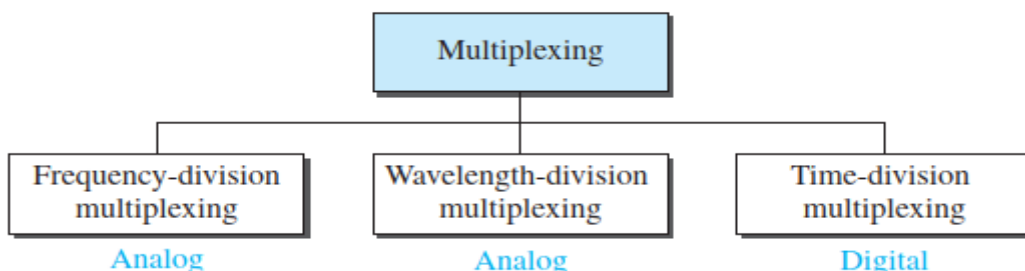 Multiplexing
Frequency-division
multiplexing
Wavelength-division
multiplexing
Time-division
multiplexing
Analog
Analog
Digital